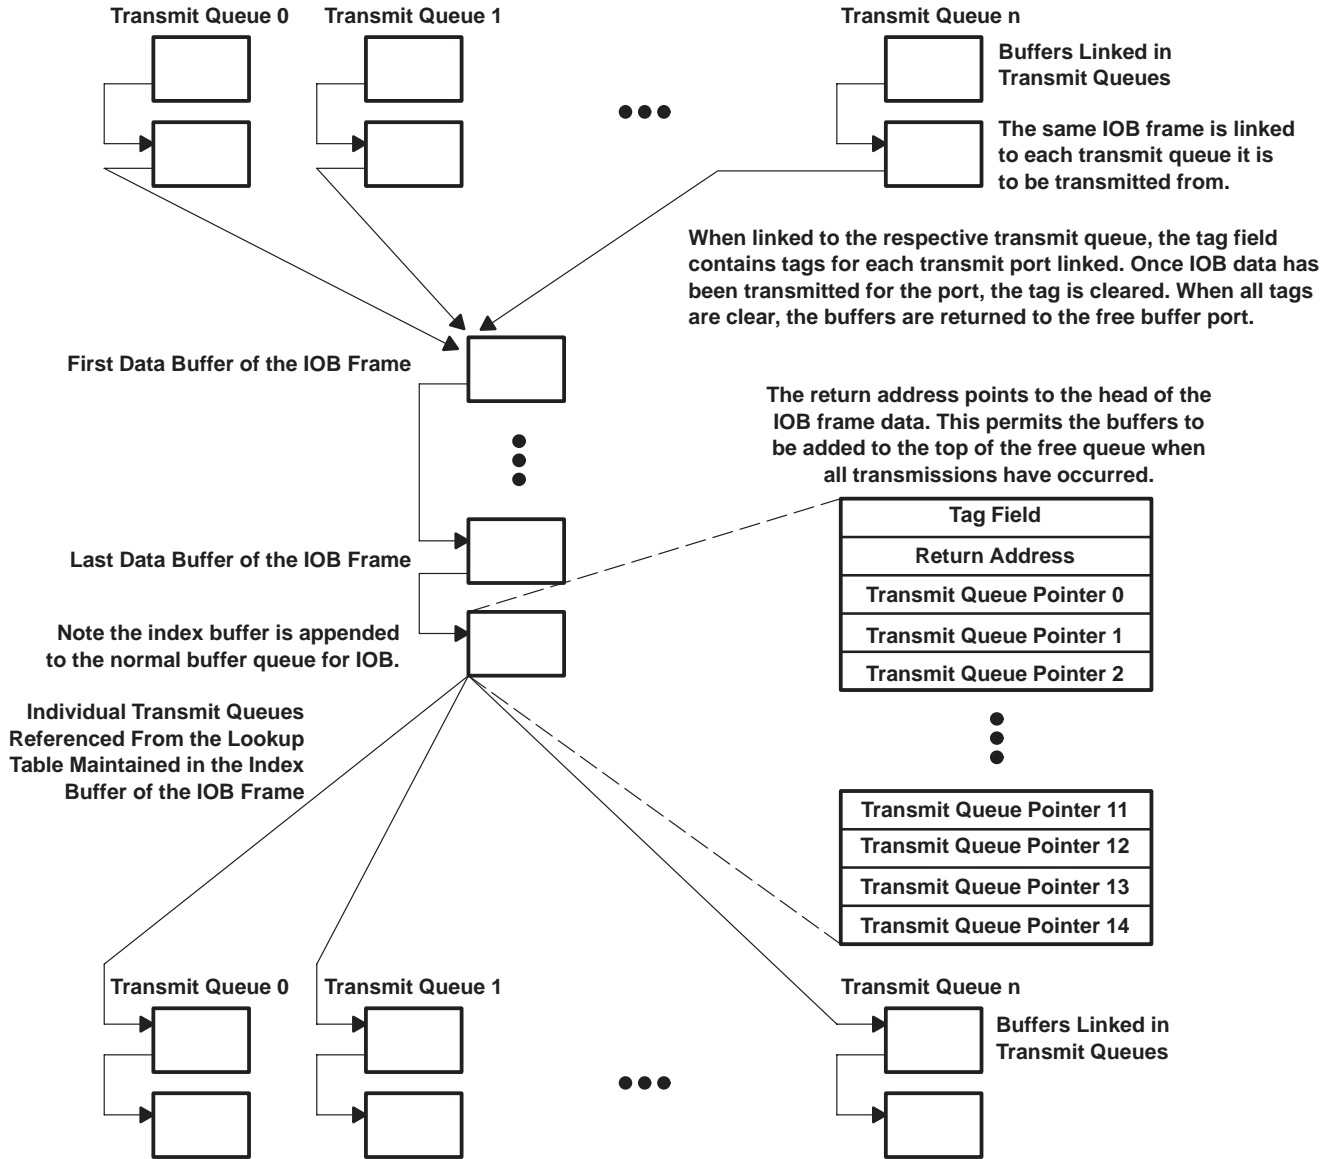 Transmit Queue 0
Transmit Queue 1
Transmit Queue n
Buffers Linked in
Transmit Queues
The same IOB frame is linked
to each transmit queue it is
to be transmitted from.
When linked to the respective transmit queue, the tag field
contains tags for each transmit port linked. Once IOB data has
been transmitted for the port, the tag is cleared. When all tags
are clear, the buffers are returned to the free buffer port.
First Data Buffer of the IOB Frame
The return address points to the head of the
IOB frame data. This permits the buffers to
be added to the top of the free queue when
all transmissions have occurred.
Tag Field
Return Address
Transmit Queue Pointer 0
Transmit Queue Pointer 1
Transmit Queue Pointer 2
Last Data Buffer of the IOB Frame
Note the index buffer is appended
to the normal buffer queue for IOB.
Individual Transmit Queues
Referenced From the Lookup
Table Maintained in the Index
Buffer of the IOB Frame
Transmit Queue Pointer 11
Transmit Queue Pointer 12
Transmit Queue Pointer 13
Transmit Queue Pointer 14
Transmit Queue 0
Transmit Queue 1
Transmit Queue n
Buffers Linked in
Transmit Queues